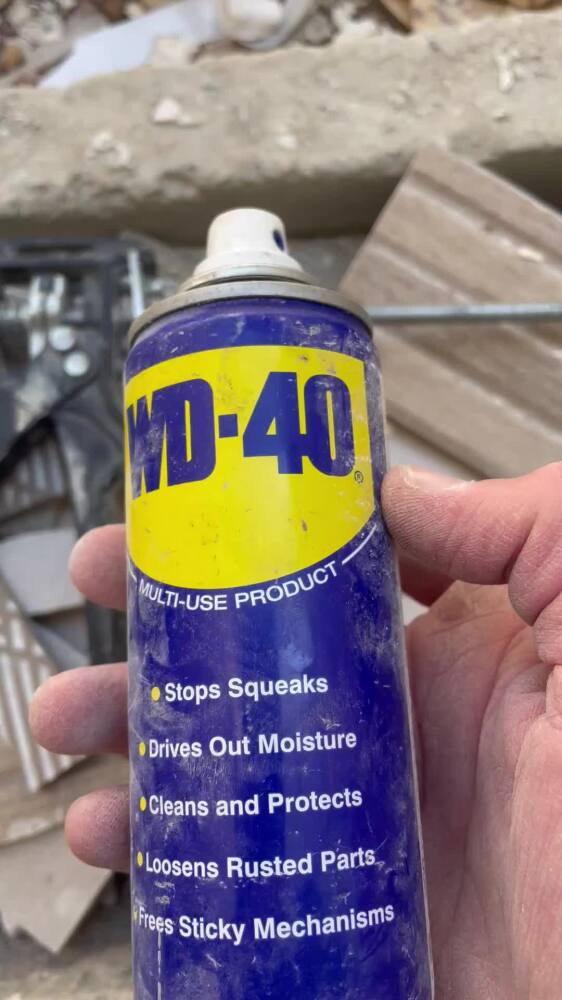 WD-40
®
MULTI-USE PRODUCT
Stops Squeaks
Drives Out Moisture
Cleans and Protects
Loosens Rusted Parts
Frees Sticky Mechanisms